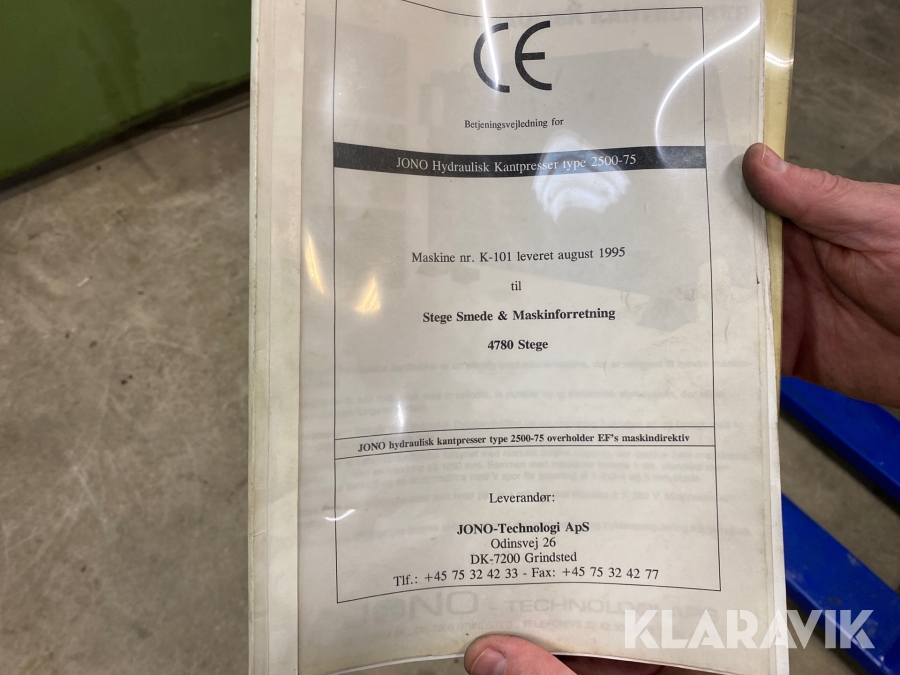 CE
Betjeningsvejledning for
JONO Hydraulisk Kantpresser type 2500-75
Maskine nr. K-101 leveret august 1995
til
Stege Smede & Maskinforretning
4780 Stege
JONO hydraulisk kantpresser type 2500-75 overholder EF's maskindirektiv
Leverandør:
JONO-Technologi ApS
Odinsvej 26
DK-7200 Grindsted
Tlf.: +45 75 32 42 33 - Fax: +45 75 32 42 77
KLARAVIK